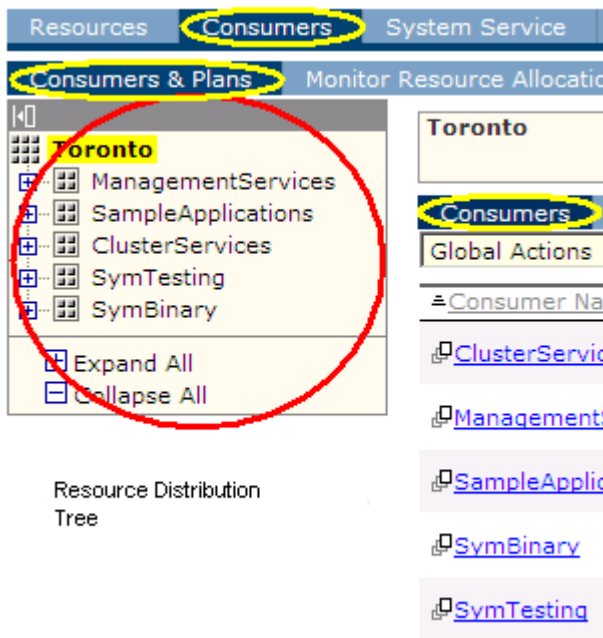 Resources Consumers System Service
Consumers & Plans Monitor Resource Allocatio
Toronto
ManagementServices
SampleApplications
ClusterServices
SymTesting
SymBinary
Expand All
Collapse All
Resource Distribution
Tree
Toronto
Consumers
Global Actions
Consumer Na
ClusterServic
Management
SampleApplic
SymBinary
SymTesting